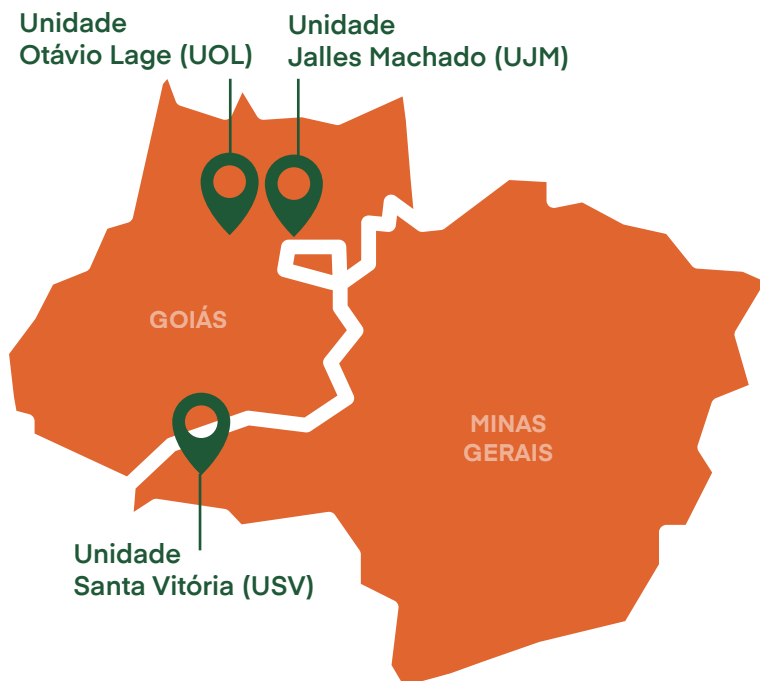 Unidade
Otávio Lage (UOL)
Unidade
Jalles Machado (UJM)
GOIÁS
MINAS
GERAIS
Unidade
Santa Vitória (USV)